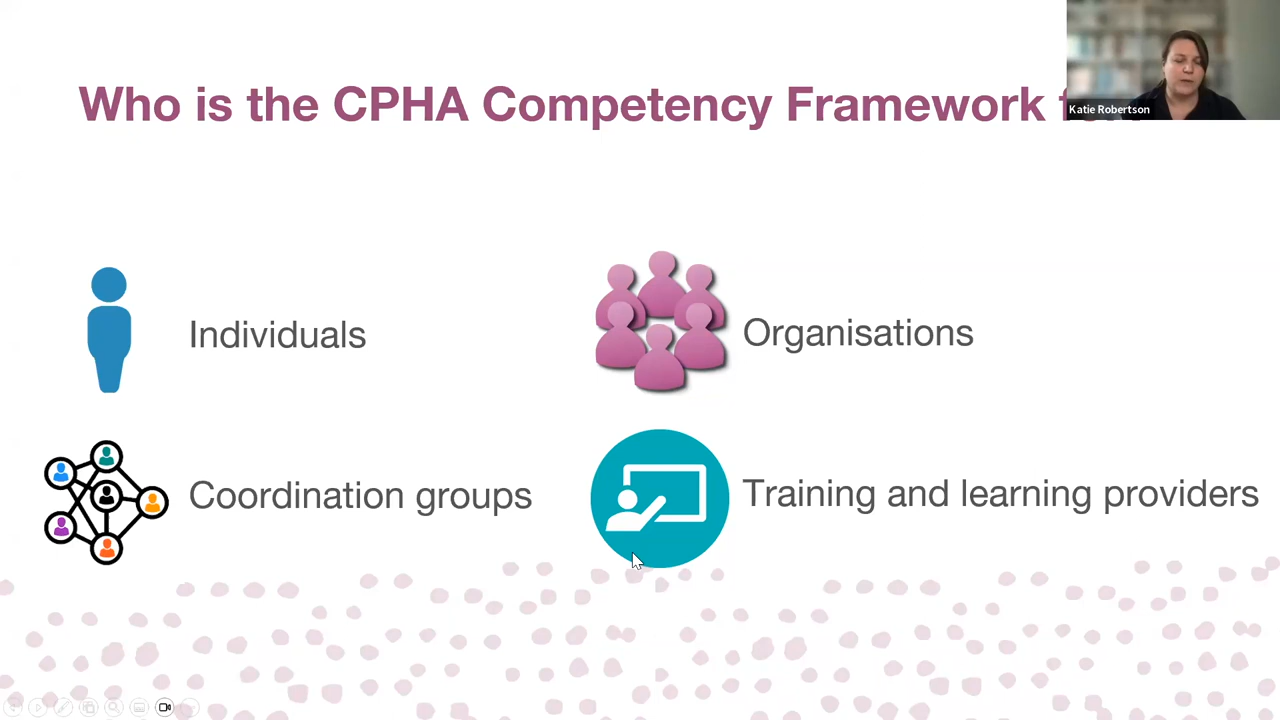 Who is the CPHA Competency Framework
Katie Robertson
Individuals
Organisations
Coordination groups
Training and learning providers